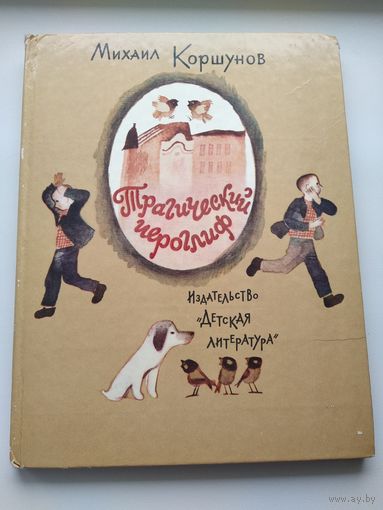 Михаил Коршунов
Трагический
иероглиф
Издательство
"Детская
литература"
www.ay.by